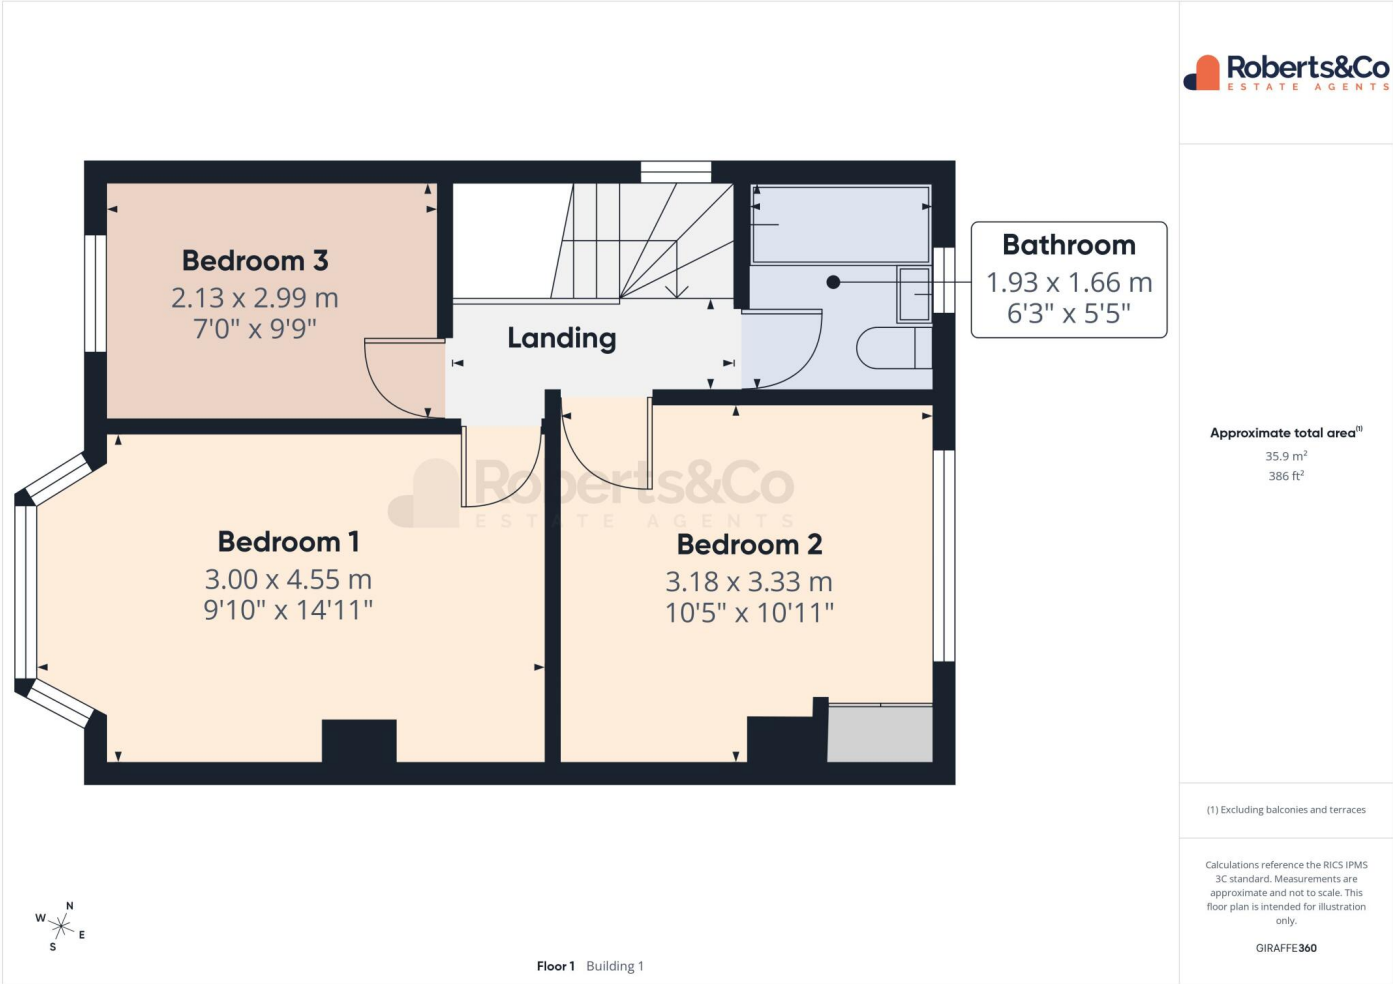 Roberts&Co
ESTATE AGENTS
Bedroom 3
2.13 x 2.99 m
7'0" x 9'9"
Landing
Bathroom
1.93 x 1.66 m
6'3" x 5'5"
Roberts&Co
ESTATE AGENTS
Bedroom 1
3.00 x 4.55 m
9'10" x 14'11"
Bedroom 2
3.18 x 3.33 m
10'5" x 10'11"
Approximate total area(1)
35.9 m²
386 ft²
(1) Excluding balconies and terraces
Calculations reference the RICS IPMS
3C standard. Measurements are
approximate and not to scale. This
floor plan is intended for illustration
only.
GIRAFFE360
N
W
E
S
Floor 1 Building 1